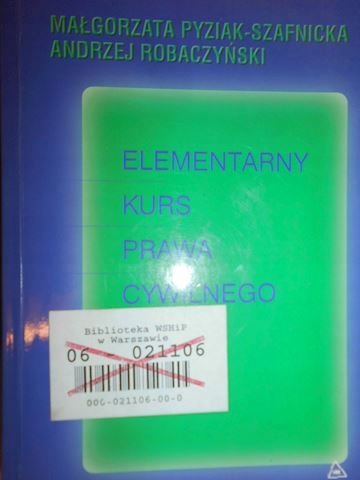 MAŁGORZATA PYZIAK-SZAFNICKA
ANDRZEJ ROBACZYŃSKI
ELEMENTARNY
KURS
PRAWA
CYWILNEGO
Biblioteka WSHiP
w Warszawie
06 - 021106
000-021106-00-0